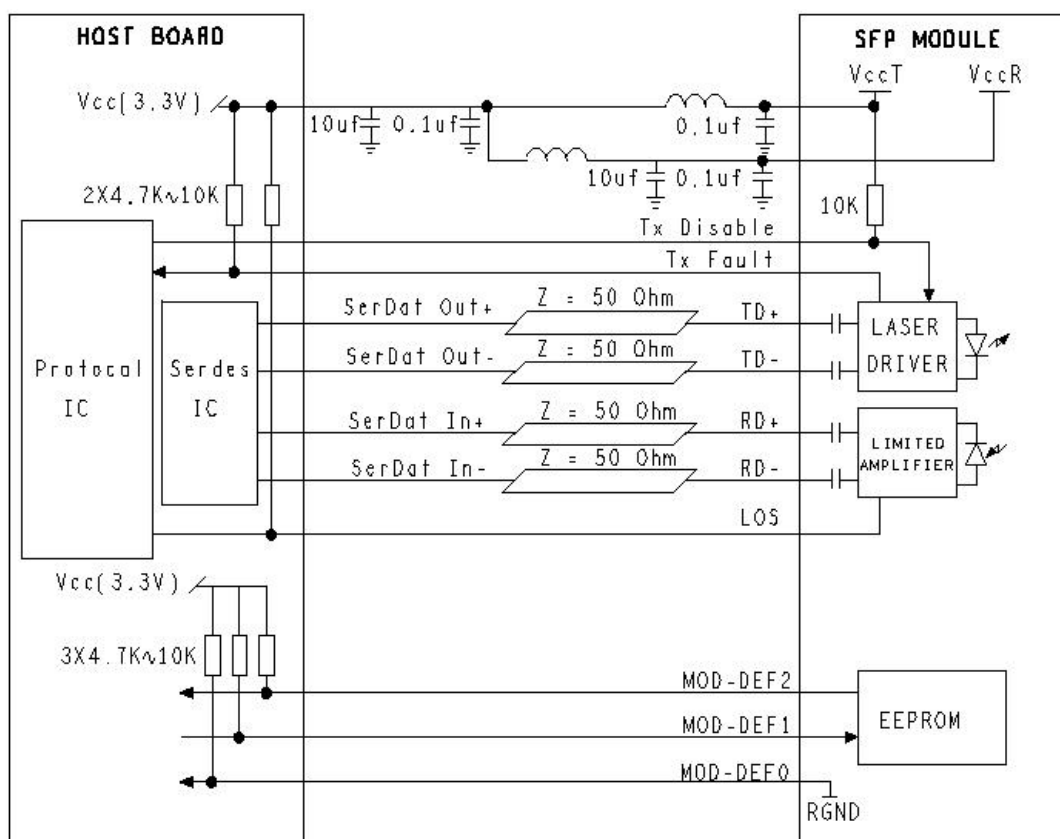 HOST BOARD
SFP MODULE
VccT
VccR
Vcc(3.3V)
10uf
0.1uf
0.1uf
10uf
0.1uf
2X4.7K~10K
10K
Tx Disable
Tx Fault
Z = 50 Ohm
SerDat Out+
TD+
Z = 50 Ohm
SerDat Out-
TD-
LASER
DRIVER
Protocal
IC
Serdes
IC
Z = 50 Ohm
SerDat In+
RD+
Z = 50 Ohm
SerDat In-
RD-
LIMITED
AMPLIFIER
LOS
Vcc(3.3V)
3X4.7K~10K
MOD-DEF2
MOD-DEF1
MOD-DEF0
EEPROM
RGND